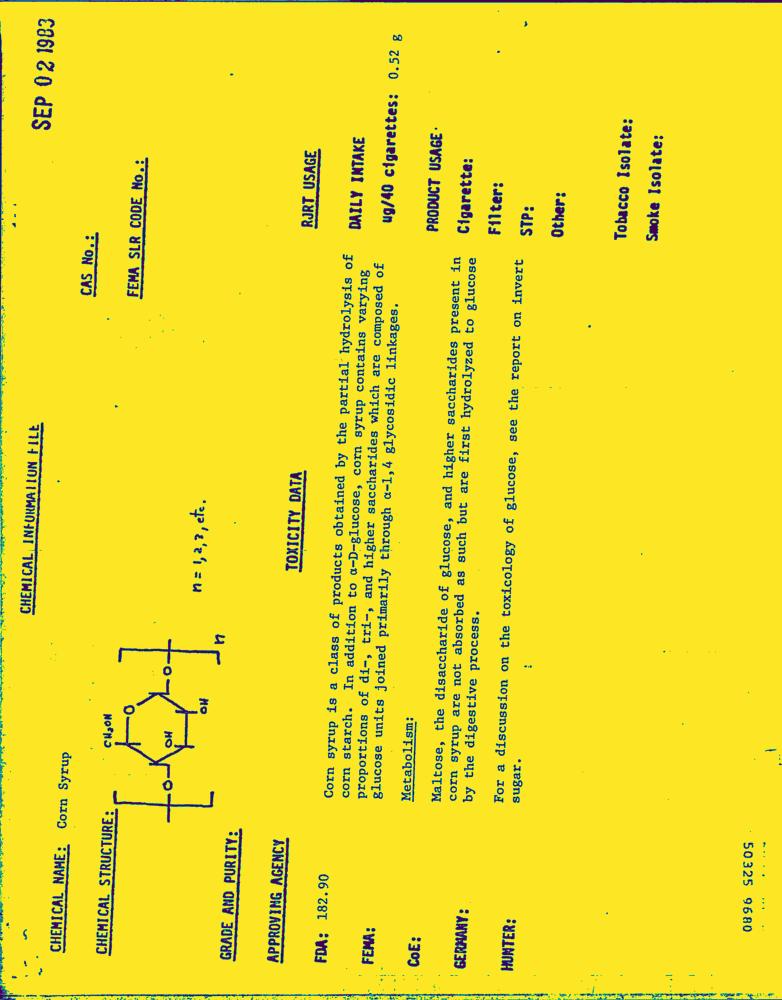 SEP 02 1983
CHEMICAL INFORMATION FILE
CHEMICAL NAME: Corn Syrup
CAS No.:
CHEMICAL STRUCTURE:
FEMA SLR CODE No.:
CH₂OH
O
O
OH
O
OH
n
n = 1,2,3, etc.
GRADE AND PURITY:
APPROVING AGENCY
FDA: 182.90
FEMA:
CoE:
GERMANY:
HUNTER:
TOXICITY DATA
Corn syrup is a class of products obtained by the partial hydrolysis of
corn starch. In addition to α-D-glucose, corn syrup contains varying
proportions of di-, tri-, and higher saccharides which are composed of
glucose units joined primarily through α-1,4 glycosidic linkages.
Metabolism:
Maltose, the disaccharide of glucose, and higher saccharides present in
corn syrup are not absorbed as such but are first hydrolyzed to glucose
by the digestive process.
For a discussion on the toxicology of glucose, see the report on invert
sugar.
RJRT USAGE
DAILY INTAKE
ug/40 cigarettes: 0.52 g
PRODUCT USAGE
Cigarette:
Filter:
STP:
Other:
Tobacco Isolate:
Smoke Isolate:
50325 9680